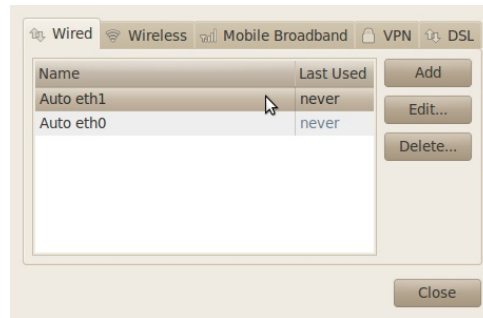 Wired Wireless Mobile Broadband VPN DSL
Name Last Used Add
Auto eth1 never Edit...
Auto eth0 never Delete...
Close